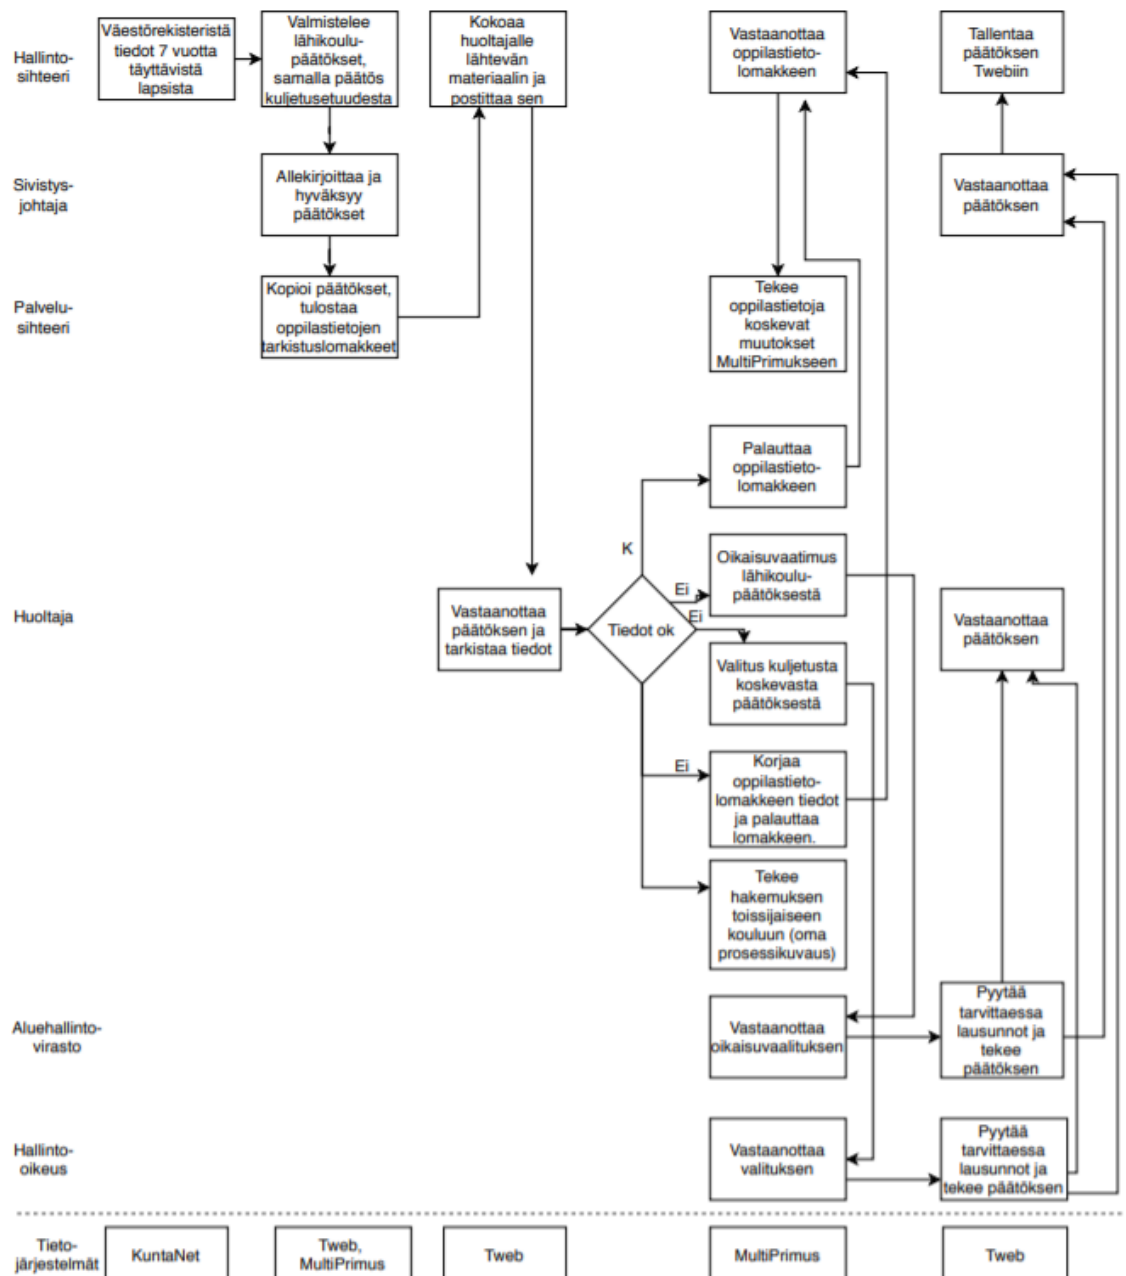 Hallinto-
sihteeri
Väestörekisteristä
tiedot 7 vuotta
täyttävistä
lapsista
Valmistelee
lähikoulu-
päätökset,
samalla päätös
kuljetusetuudesta
Kokoaa
huoltajalle
lähtevän
materiaalin ja
postittaa sen
Vastaanottaa
oppilastieto-
lomakkeen
Tallentaa
päätöksen
Twebiin
Sivistys-
johtaja
Allekirjoittaa ja
hyväksyy
päätökset
Vastaanottaa
päätöksen
Palvelu-
sihteeri
Kopioi päätökset,
tulostaa
oppilastietojen
tarkistuslomakkeet
Tekee
oppilastietoja
koskevat
muutokset
MultiPrimukseen
Huoltaja
Vastaanottaa
päätöksen ja
tarkistaa tiedot
Tiedot ok
K
Ei
Ei
Ei
Palauttaa
oppilastieto-
lomakkeen
Oikaisuvaatimus
lähikoulu-
päätöksestä
Valitus kuljetusta
koskevasta
päätöksestä
Korjaa
oppilastieto-
lomakkeen tiedot
ja palauttaa
lomakkeen.
Tekee
hakemuksen
toissijaiseen
kouluun (oma
prosessikuvaus)
Vastaanottaa
päätöksen
Aluehallinto-
virasto
Vastaanottaa
oikaisuvaalituksen
Pyytää
tarvittaessa
lausunnot ja
tekee
päätöksen
Hallinto-
oikeus
Vastaanottaa
valituksen
Pyytää
tarvittaessa
lausunnot ja
tekee päätöksen
Tieto-
järjestelmät
KuntaNet
Tweb,
MultiPrimus
Tweb
MultiPrimus
Tweb